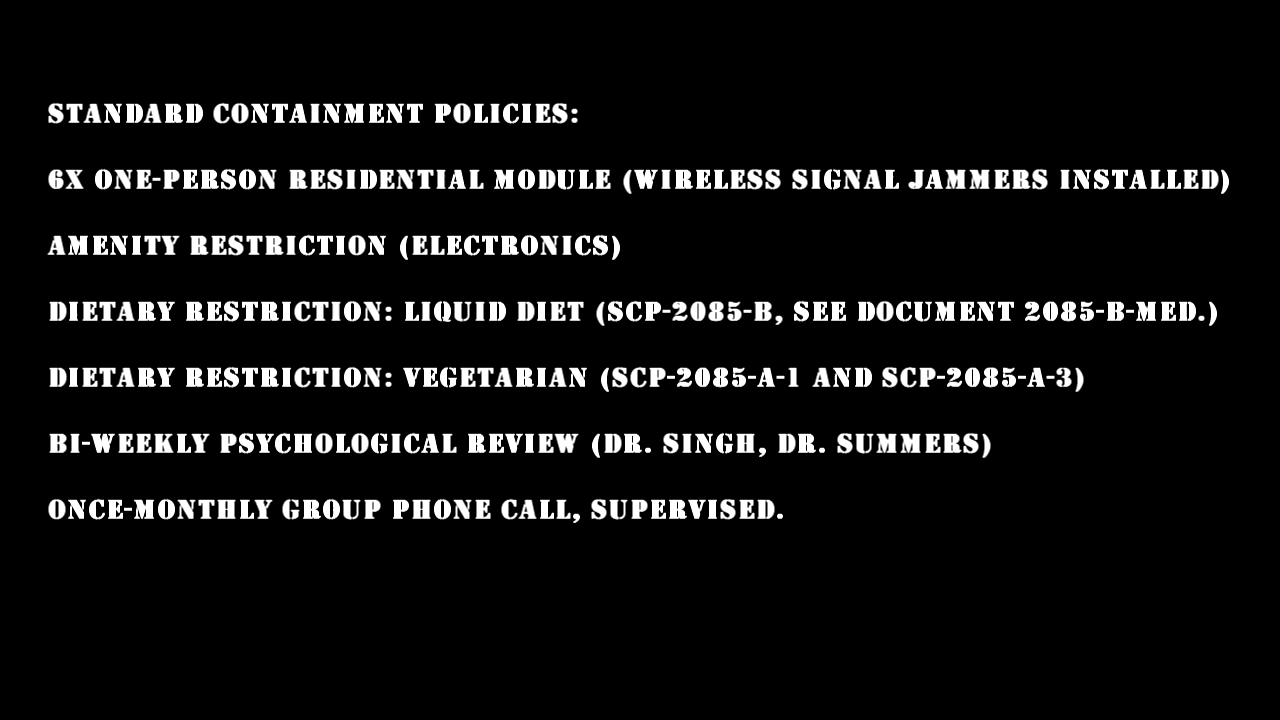 STANDARD CONTAINMENT POLICIES:
6X ONE-PERSON RESIDENTIAL MODULE (WIRELESS SIGNAL JAMMERS INSTALLED)
AMENITY RESTRICTION (ELECTRONICS)
DIETARY RESTRICTION: LIQUID DIET (SCP-2085-B, SEE DOCUMENT 2085-B-MED.)
DIETARY RESTRICTION: VEGETARIAN (SCP-2085-A-1 AND SCP-2085-A-3)
BI-WEEKLY PSYCHOLOGICAL REVIEW (DR. SINGH, DR. SUMMERS)
ONCE-MONTHLY GROUP PHONE CALL, SUPERVISED.